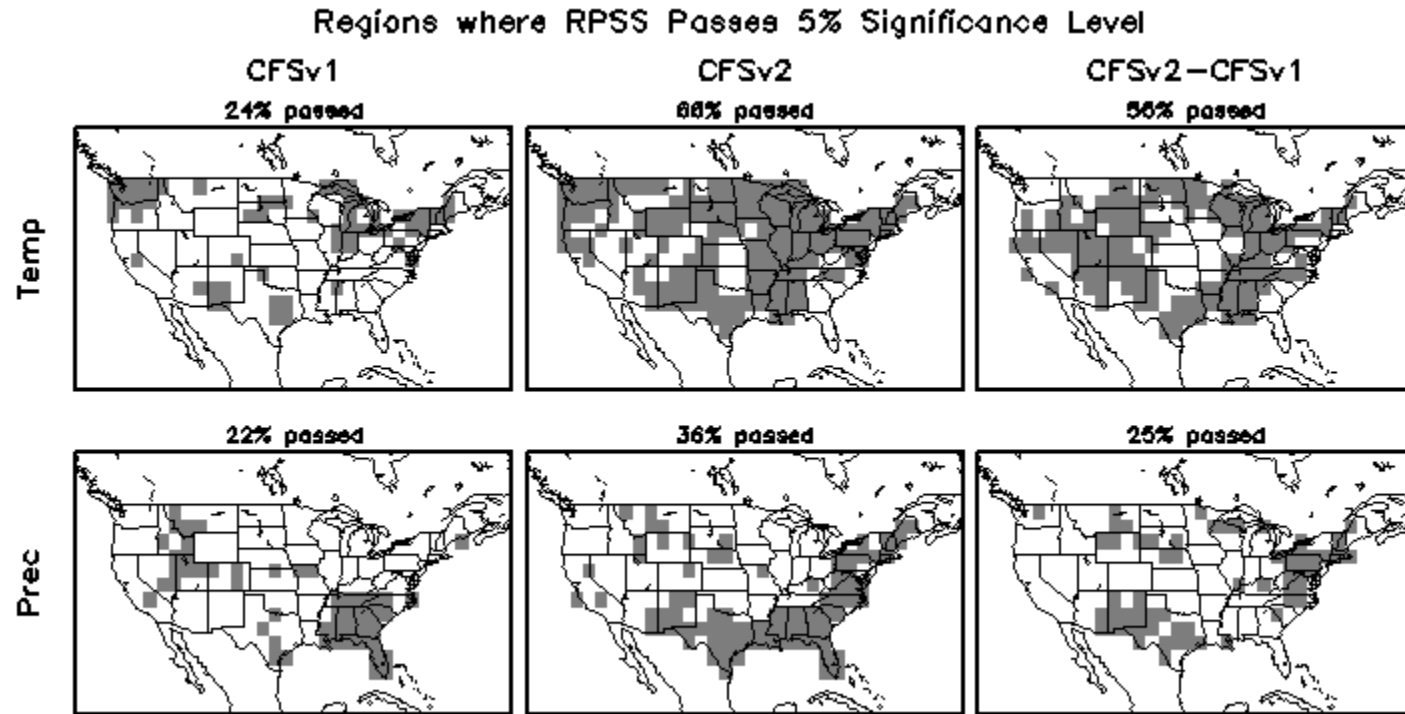 Regions where RPSS Passes 5% Significance Level
CFSv1
CFSv2
CFSv2-CFSv1
24% passed
66% passed
56% passed
Temp
22% passed
36% passed
25% passed
Prec